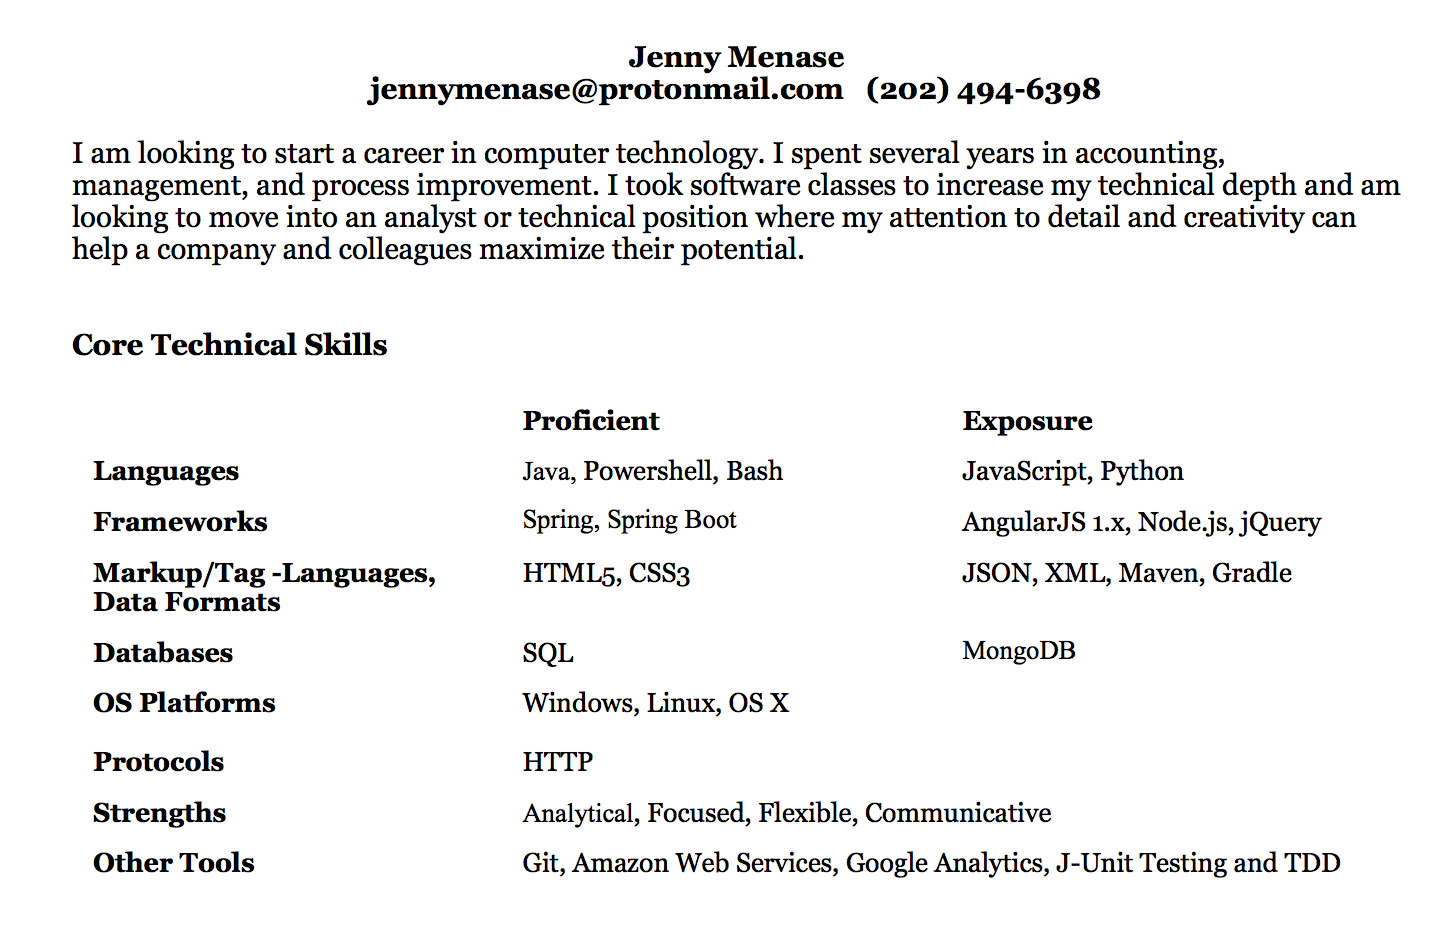 Jenny Menase
jennymenase@protonmail.com (202) 494-6398
I am looking to start a career in computer technology. I spent several years in accounting,
management, and process improvement. I took software classes to increase my technical depth and am
looking to move into an analyst or technical position where my attention to detail and creativity can
help a company and colleagues maximize their potential.
Core Technical Skills
Proficient Exposure
Languages Java, Powershell, Bash JavaScript, Python
Frameworks Spring, Spring Boot AngularJS 1.x, Node.js, jQuery
Markup/Tag -Languages, HTML5, CSS3 JSON, XML, Maven, Gradle
Data Formats
Databases SQL MongoDB
OS Platforms Windows, Linux, OS X
Protocols HTTP
Strengths Analytical, Focused, Flexible, Communicative
Other Tools Git, Amazon Web Services, Google Analytics, J-Unit Testing and TDD